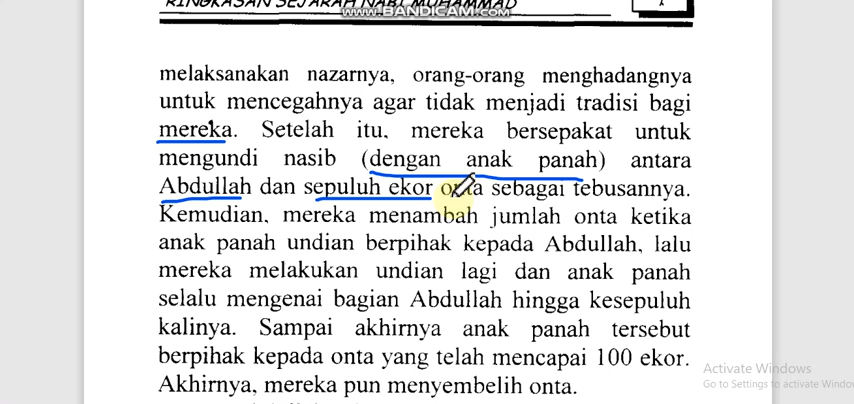 RINGKASAN SEJARAH NABI MUHAMMAD
www.BANDICAM.com
melaksanakan nazarnya, orang-orang menghadangnya
untuk mencegahnya agar tidak menjadi tradisi bagi
mereka. Setelah itu, mereka bersepakat untuk
mengundi nasib (dengan anak panah) antara
Abdullah dan sepuluh ekor onta sebagai tebusannya.
Kemudian, mereka menambah jumlah onta ketika
anak panah undian berpihak kepada Abdullah, lalu
mereka melakukan undian lagi dan anak panah
selalu mengenai bagian Abdullah hingga kesepuluh
kalinya. Sampai akhirnya anak panah tersebut
berpihak kepada onta yang telah mencapai 100 ekor.
Akhirnya, mereka pun menyembelih onta.
Activate Windows
Go to Settings to activate Windo